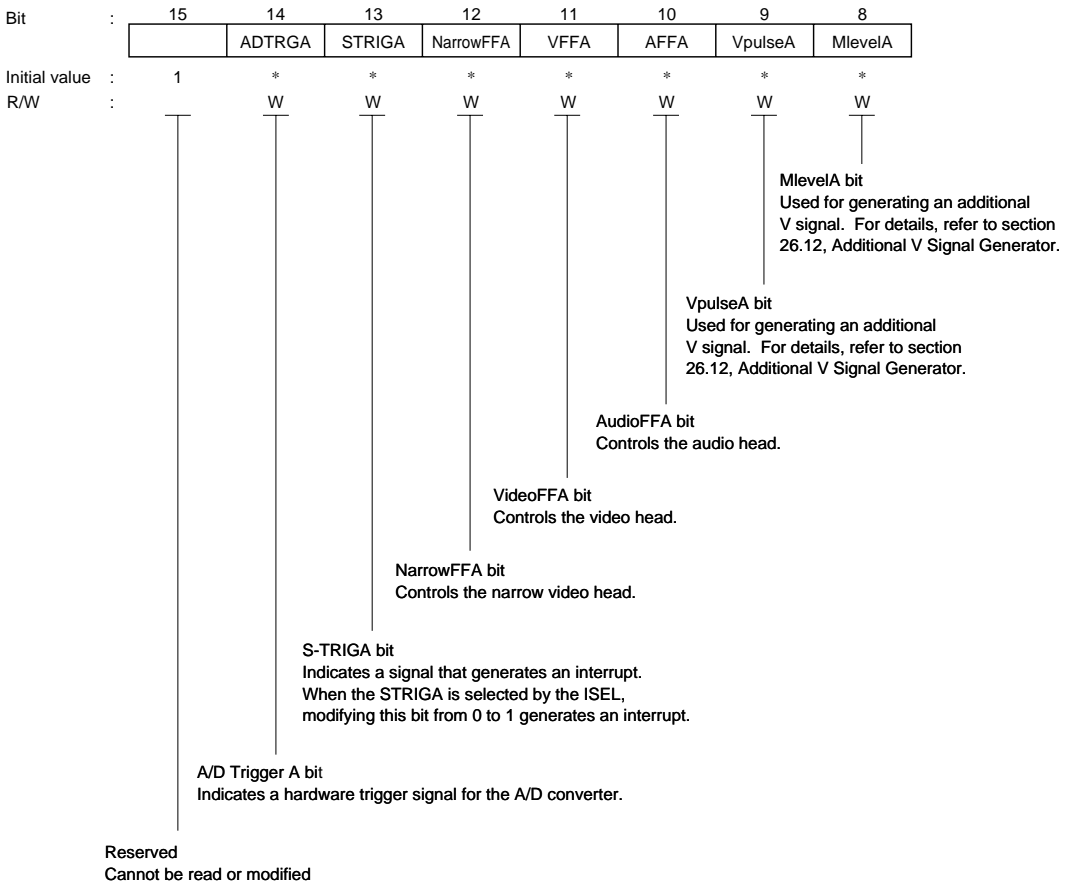 Bit : 15 14 13 12 11 10 9 8
ADTRGA STRIGA NarrowFFA VFFA AFFA VpulseA MlevelA
Initial value : 1 * * * * * * *
R/W : W W W W W W W
MlevelA bit
Used for generating an additional
V signal. For details, refer to section
26.12, Additional V Signal Generator.
VpulseA bit
Used for generating an additional
V signal. For details, refer to section
26.12, Additional V Signal Generator.
AudioFFA bit
Controls the audio head.
VideoFFA bit
Controls the video head.
NarrowFFA bit
Controls the narrow video head.
S-TRIGA bit
Indicates a signal that generates an interrupt.
When the STRIGA is selected by the ISEL,
modifying this bit from 0 to 1 generates an interrupt.
A/D Trigger A bit
Indicates a hardware trigger signal for the A/D converter.
Reserved
Cannot be read or modified